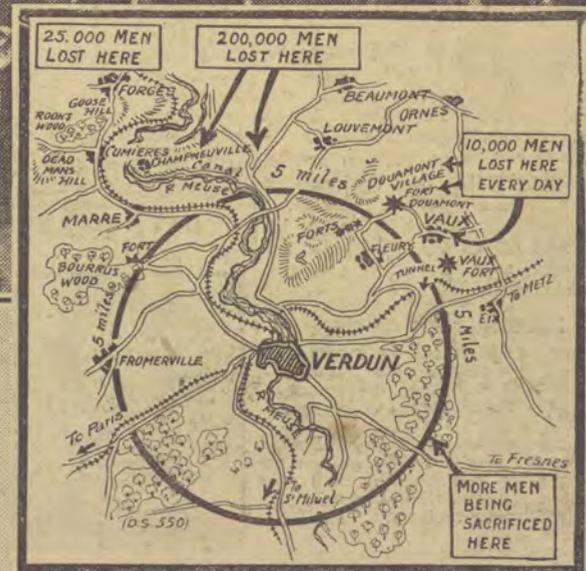 25.000 MEN
LOST HERE
200,000 MEN
LOST HERE
FORGES
GOOSE
HILL
ROON'S
WOOD
CUMIÈRES
CHAMPNEUVILLE
DEAD
MANS
HILL
Canal
R Meuse
MARRE
FORT
BOURRUS
WOOD
BEAUMONT
ORNES
LOUVEMONT
10,000 MEN
LOST HERE
EVERY DAY
5 miles
DOUAMONT
VILLAGE
FORT
DOUAMONT
VAUX
FORTS
FLEURY
TUNNEL
VAUX
FORT
To METZ
EIX
5 miles
5 MILES
FROMERVILLE
VERDUN
R MEUSE
To Paris
To
St Mihiel
To Fresnes
(D.S. 550)
MORE MEN
BEING
SACRIFICED
HERE